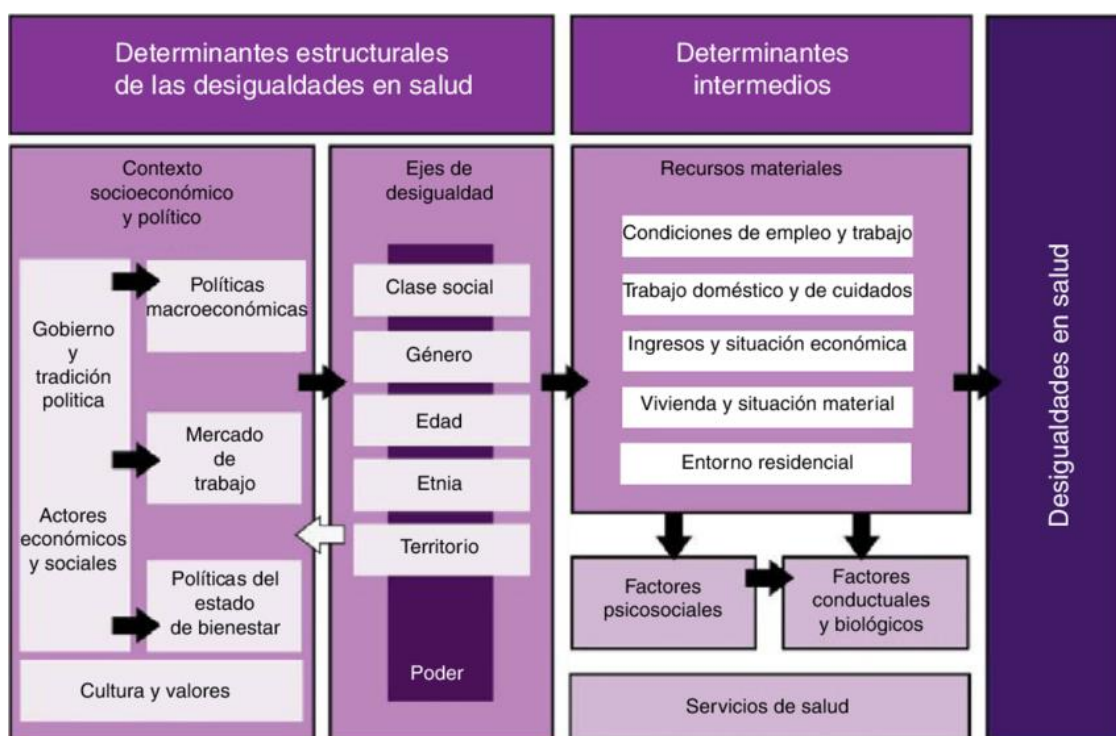 Determinantes estructurales
de las desigualdades en salud
Determinantes
intermedios
Contexto
socioeconómico
y político
Gobierno
y
tradición
politica
Actores
económicos
y sociales
Políticas
macroeconómicas
Mercado
de
trabajo
Políticas del
estado
de bienestar
Cultura y valores
Ejes de
desigualdad
Clase social
Género
Edad
Etnia
Territorio
Poder
Recursos materiales
Condiciones de empleo y trabajo
Trabajo doméstico y de cuidados
Ingresos y situación económica
Vivienda y situación material
Entorno residencial
Factores
psicosociales
Factores
conductuales
y biológicos
Servicios de salud
Desigualdades en salud